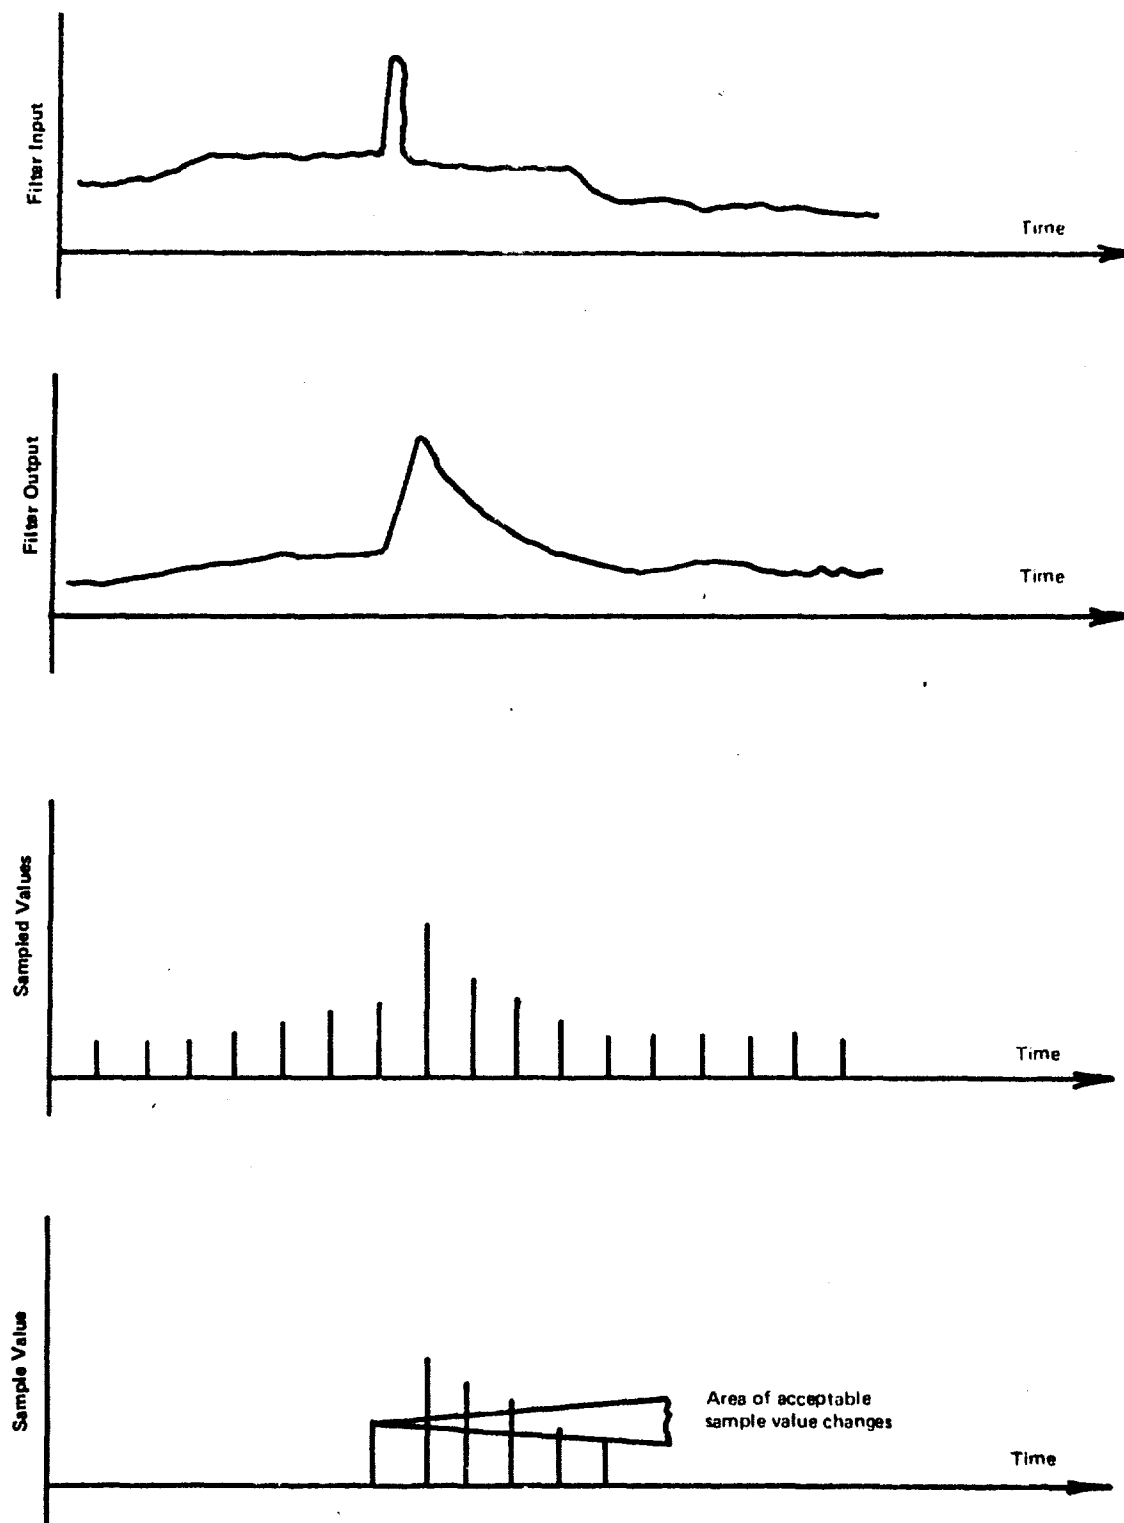 Filter Input
Time
Filter Output
Time
Sampled Values
Time
Sample Value
Area of acceptable
sample value changes
Time